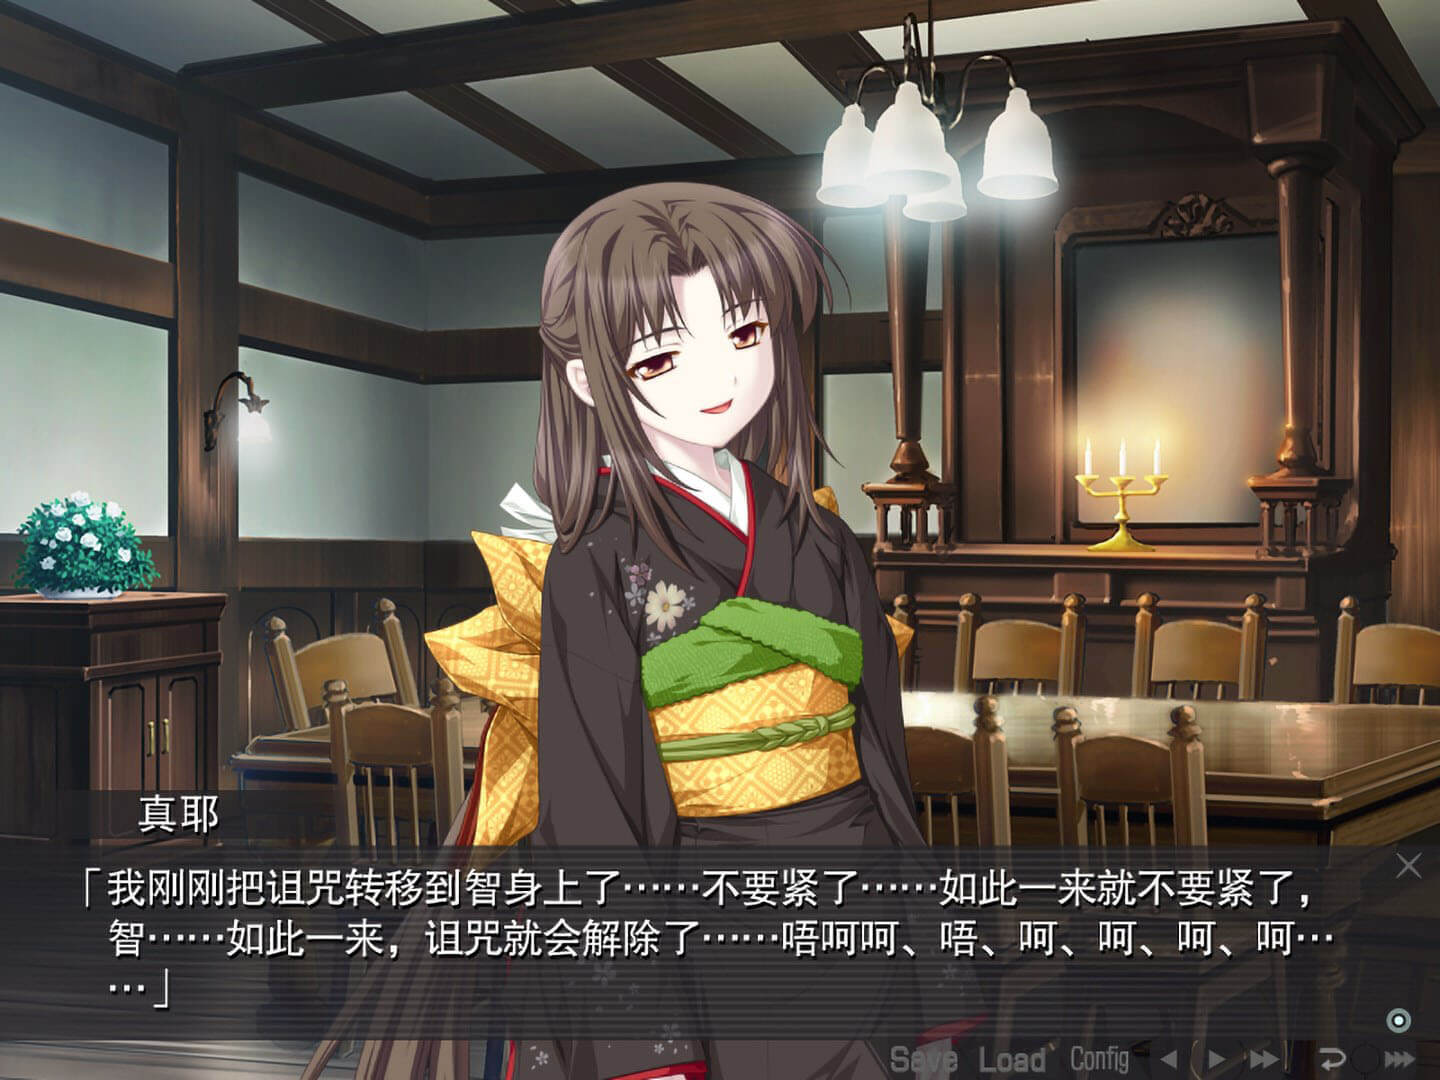 真耶
「我刚刚把诅咒转移到智身上了……不要紧了……如此一来就不要紧了，
智……如此一来，诅咒就会解除了……唔呵呵、唔、呵、呵、呵、呵…
…」
Save Load Config